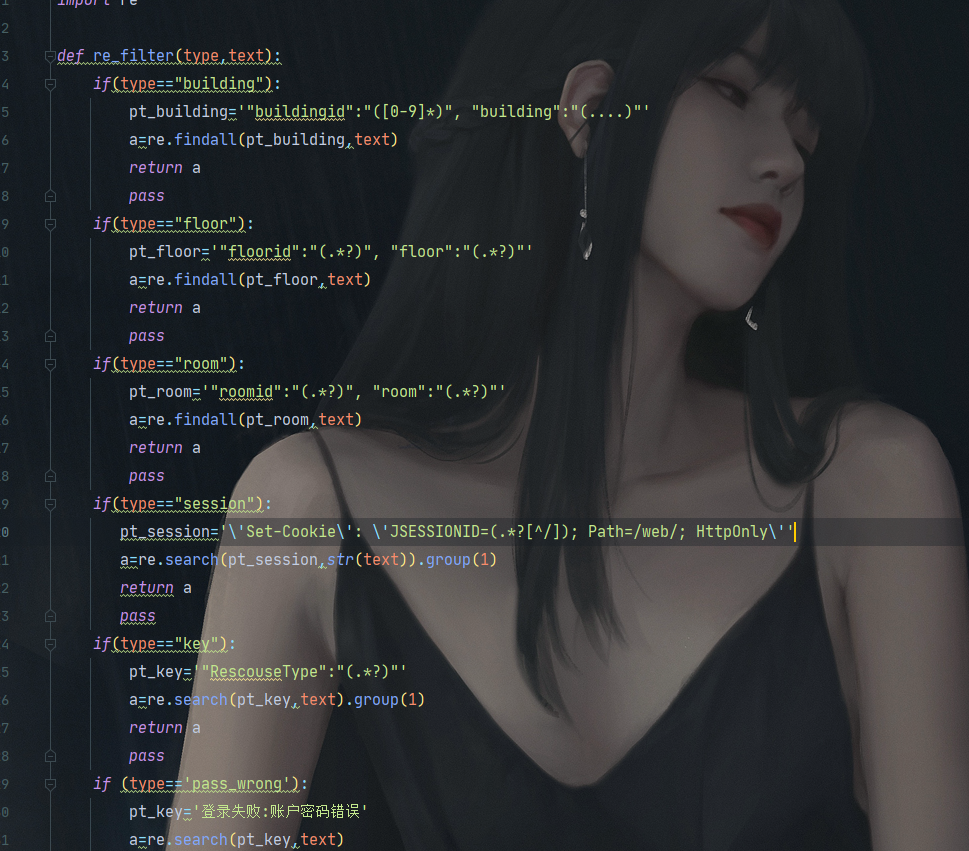 1 import re
2
3 def re_filter(type,text):
4 if(type=="building"):
5 pt_building='"buildingid":"([0-9]*)", "building":"(....)"'
6 a=re.findall(pt_building,text)
7 return a
8 pass
9 if(type=="floor"):
0 pt_floor='"floorid":"(.*?)", "floor":"(.*?)"'
1 a=re.findall(pt_floor,text)
2 return a
3 pass
4 if(type=="room"):
5 pt_room='"roomid":"(.*?)", "room":"(.*?)"'
6 a=re.findall(pt_room,text)
7 return a
8 pass
9 if(type=="session"):
0 pt_session='\'Set-Cookie\': \'JSESSIONID=(.*?[^/]); Path=/web/; HttpOnly\''
1 a=re.search(pt_session,str(text)).group(1)
2 return a
3 pass
4 if(type=="key"):
5 pt_key='"RescouseType":"(.*?)"'
6 a=re.search(pt_key,text).group(1)
7 return a
8 pass
9 if (type=='pass_wrong'):
0 pt_key='登录失败:账户密码错误'
1 a=re.search(pt_key,text)